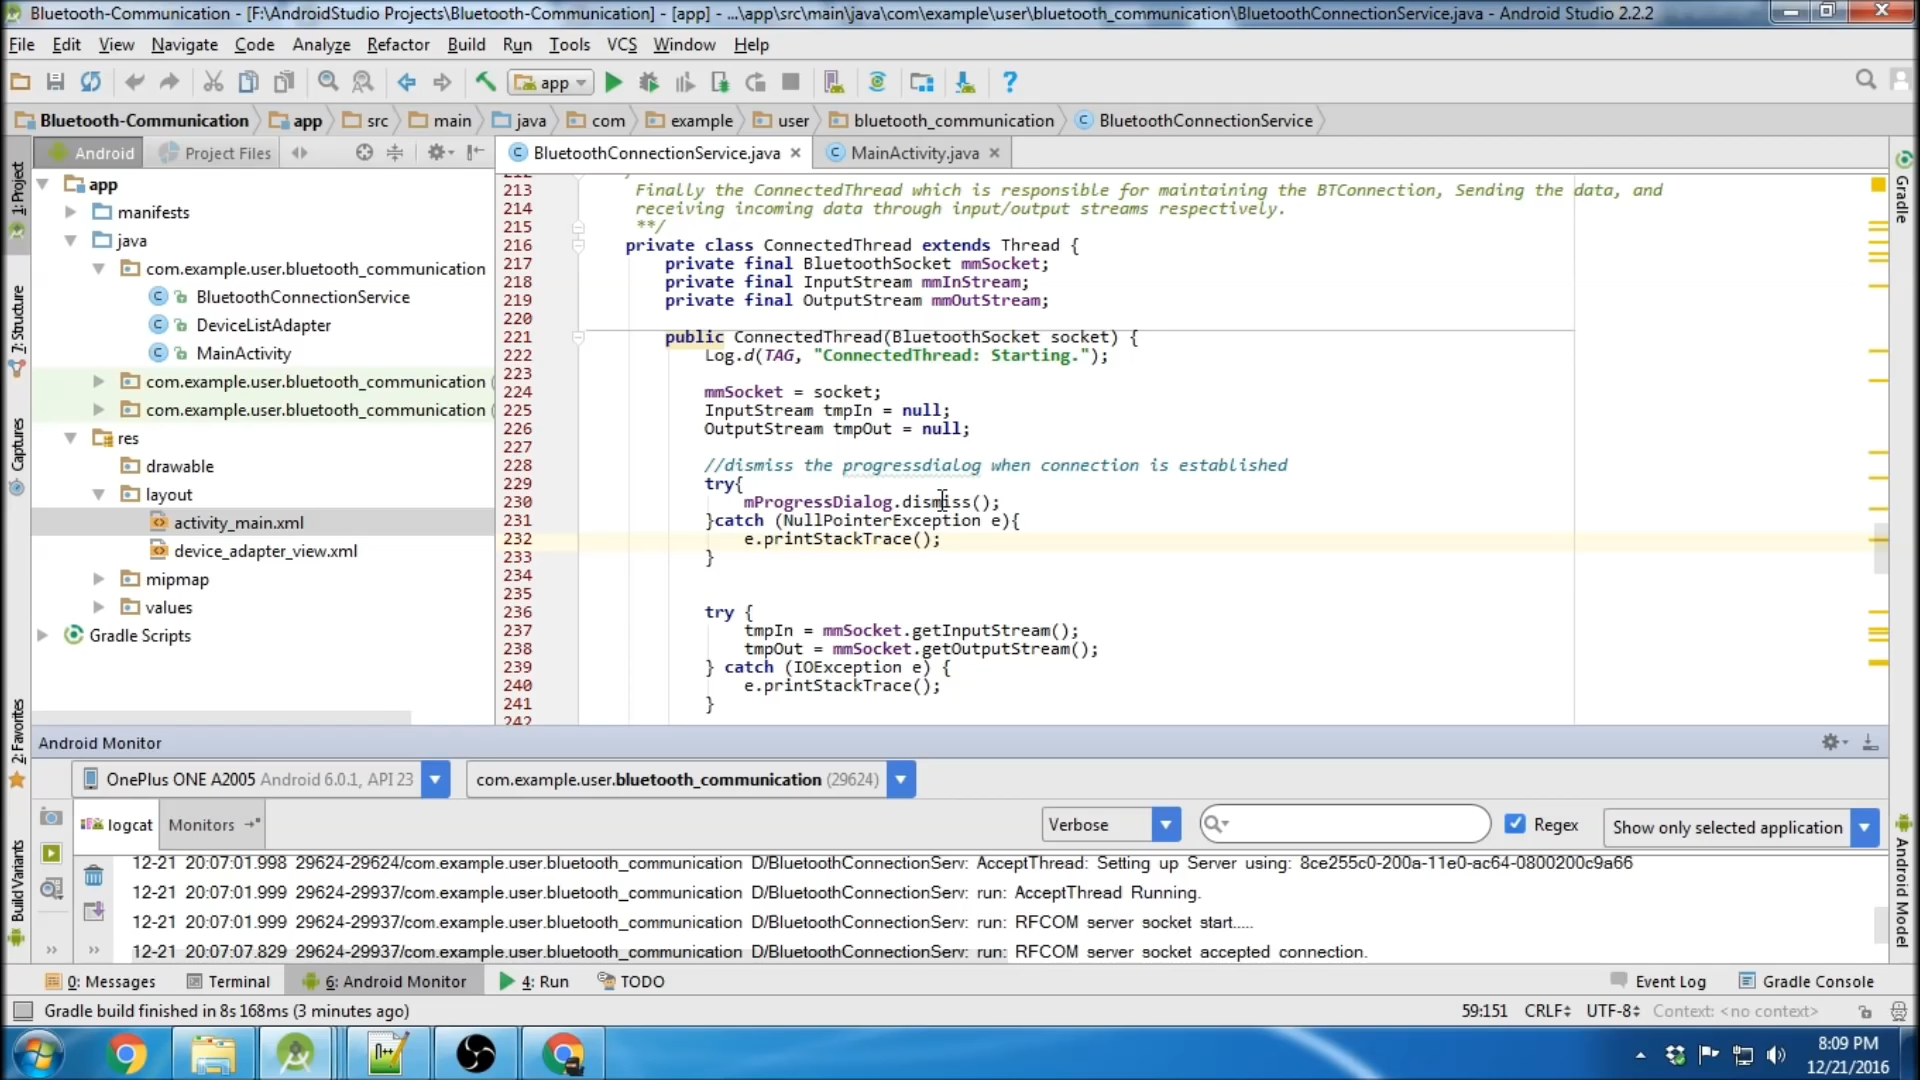 Bluetooth-Communication - [F:\AndroidStudio Projects\Bluetooth-Communication] - [app] - ...\app\src\main\java\com\example\user\bluetooth_communication\BluetoothConnectionService.java - Android Studio 2.2.2
File Edit View Navigate Code Analyze Refactor Build Run Tools VCS Window Help
app
Bluetooth-Communication app src main java com example user bluetooth_communication BluetoothConnectionService
Android Project Files
BluetoothConnectionService.java MainActivity.java
1: Project
7: Structure
Captures
2: Favorites
Build Variants
app
manifests
java
com.example.user.bluetooth_communication
BluetoothConnectionService
DeviceListAdapter
MainActivity
com.example.user.bluetooth_communication (
com.example.user.bluetooth_communication (
res
drawable
layout
activity_main.xml
device_adapter_view.xml
mipmap
values
Gradle Scripts
212
213 Finally the ConnectedThread which is responsible for maintaining the BTConnection, Sending the data, and
214 receiving incoming data through input/output streams respectively.
215 **/
216 private class ConnectedThread extends Thread {
217 private final BluetoothSocket mmSocket;
218 private final InputStream mmInStream;
219 private final OutputStream mmOutStream;
220
221 public ConnectedThread(BluetoothSocket socket) {
222 Log.d(TAG, "ConnectedThread: Starting.");
223
224 mmSocket = socket;
225 InputStream tmpIn = null;
226 OutputStream tmpOut = null;
227
228 //dismiss the progressdialog when connection is established
229 try{
230 mProgressDialog.dismiss();
231 }catch (NullPointerException e){
232 e.printStackTrace();
233 }
234
235
236 try {
237 tmpIn = mmSocket.getInputStream();
238 tmpOut = mmSocket.getOutputStream();
239 } catch (IOException e) {
240 e.printStackTrace();
241 }
242
Gradle
Android Model
Android Monitor
OnePlus ONE A2005 Android 6.0.1, API 23 com.example.user.bluetooth_communication (29624)
logcat Monitors Verbose Regex Show only selected application
12-21 20:07:01.998 29624-29624/com.example.user.bluetooth_communication D/BluetoothConnectionServ: AcceptThread: Setting up Server using: 8ce255c0-200a-11e0-ac64-0800200c9a66
12-21 20:07:01.999 29624-29937/com.example.user.bluetooth_communication D/BluetoothConnectionServ: run: AcceptThread Running.
12-21 20:07:01.999 29624-29937/com.example.user.bluetooth_communication D/BluetoothConnectionServ: run: RFCOM server socket start.....
12-21 20:07:07.829 29624-29937/com.example.user.bluetooth_communication D/BluetoothConnectionServ: run: RFCOM server socket accepted connection.
0: Messages Terminal 6: Android Monitor 4: Run TODO Event Log Gradle Console
Gradle build finished in 8s 168ms (3 minutes ago) 59:151 CRLF UTF-8 Context: <no context>
8:09 PM
12/21/2016